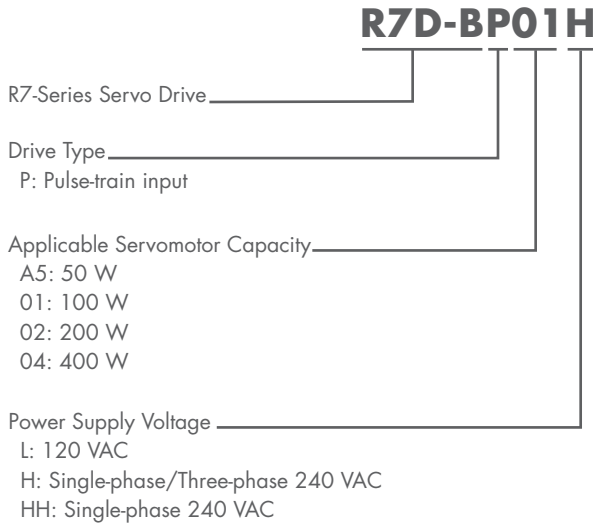 R7D-BP01H
R7-Series Servo Drive
Drive Type
P: Pulse-train input
Applicable Servomotor Capacity
A5: 50 W
01: 100 W
02: 200 W
04: 400 W
Power Supply Voltage
L: 120 VAC
H: Single-phase/Three-phase 240 VAC
HH: Single-phase 240 VAC